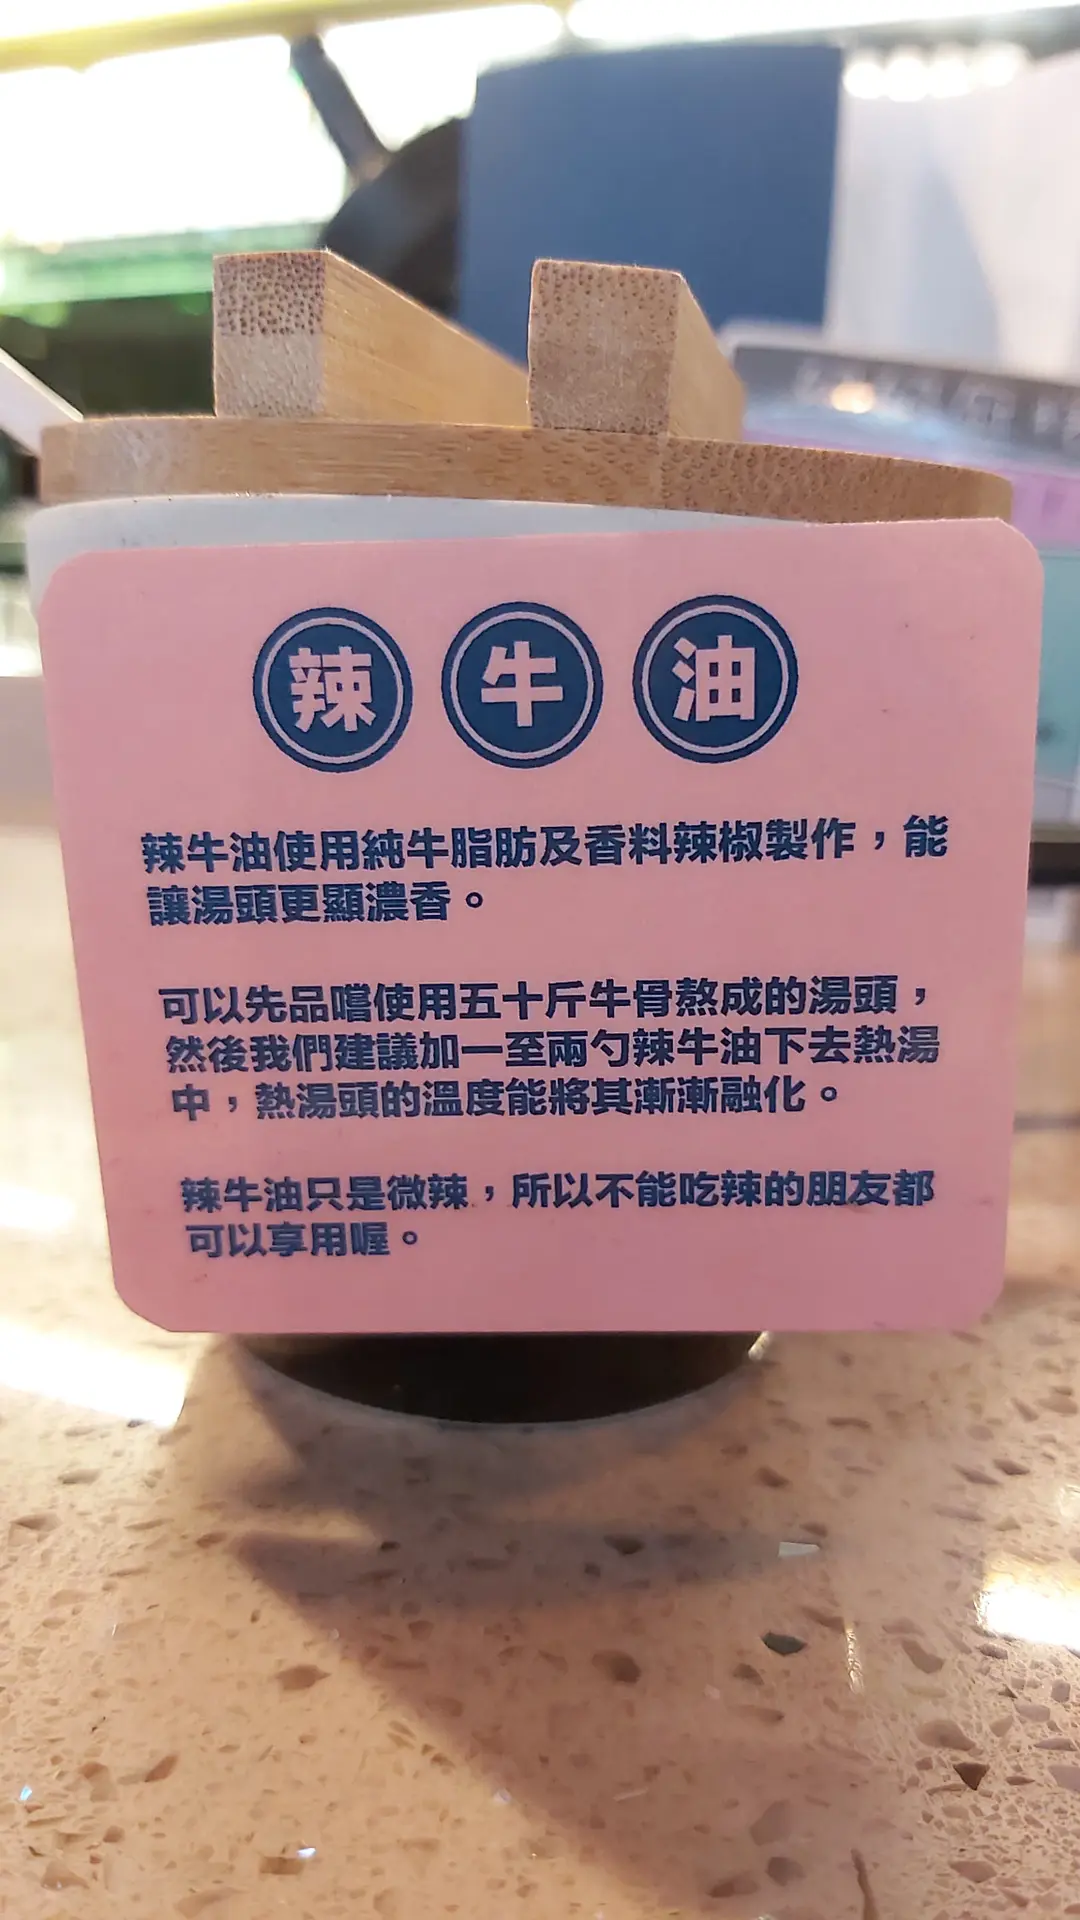 辣牛油
辣牛油使用純牛脂肪及香料辣椒製作，能
讓湯頭更顯濃香。
可以先品嚐使用五十斤牛骨熬成的湯頭，
然後我們建議加一至兩勺辣牛油下去熱湯
中，熱湯頭的溫度能將其漸漸融化。
辣牛油只是微辣，所以不能吃辣的朋友都
可以享用喔。